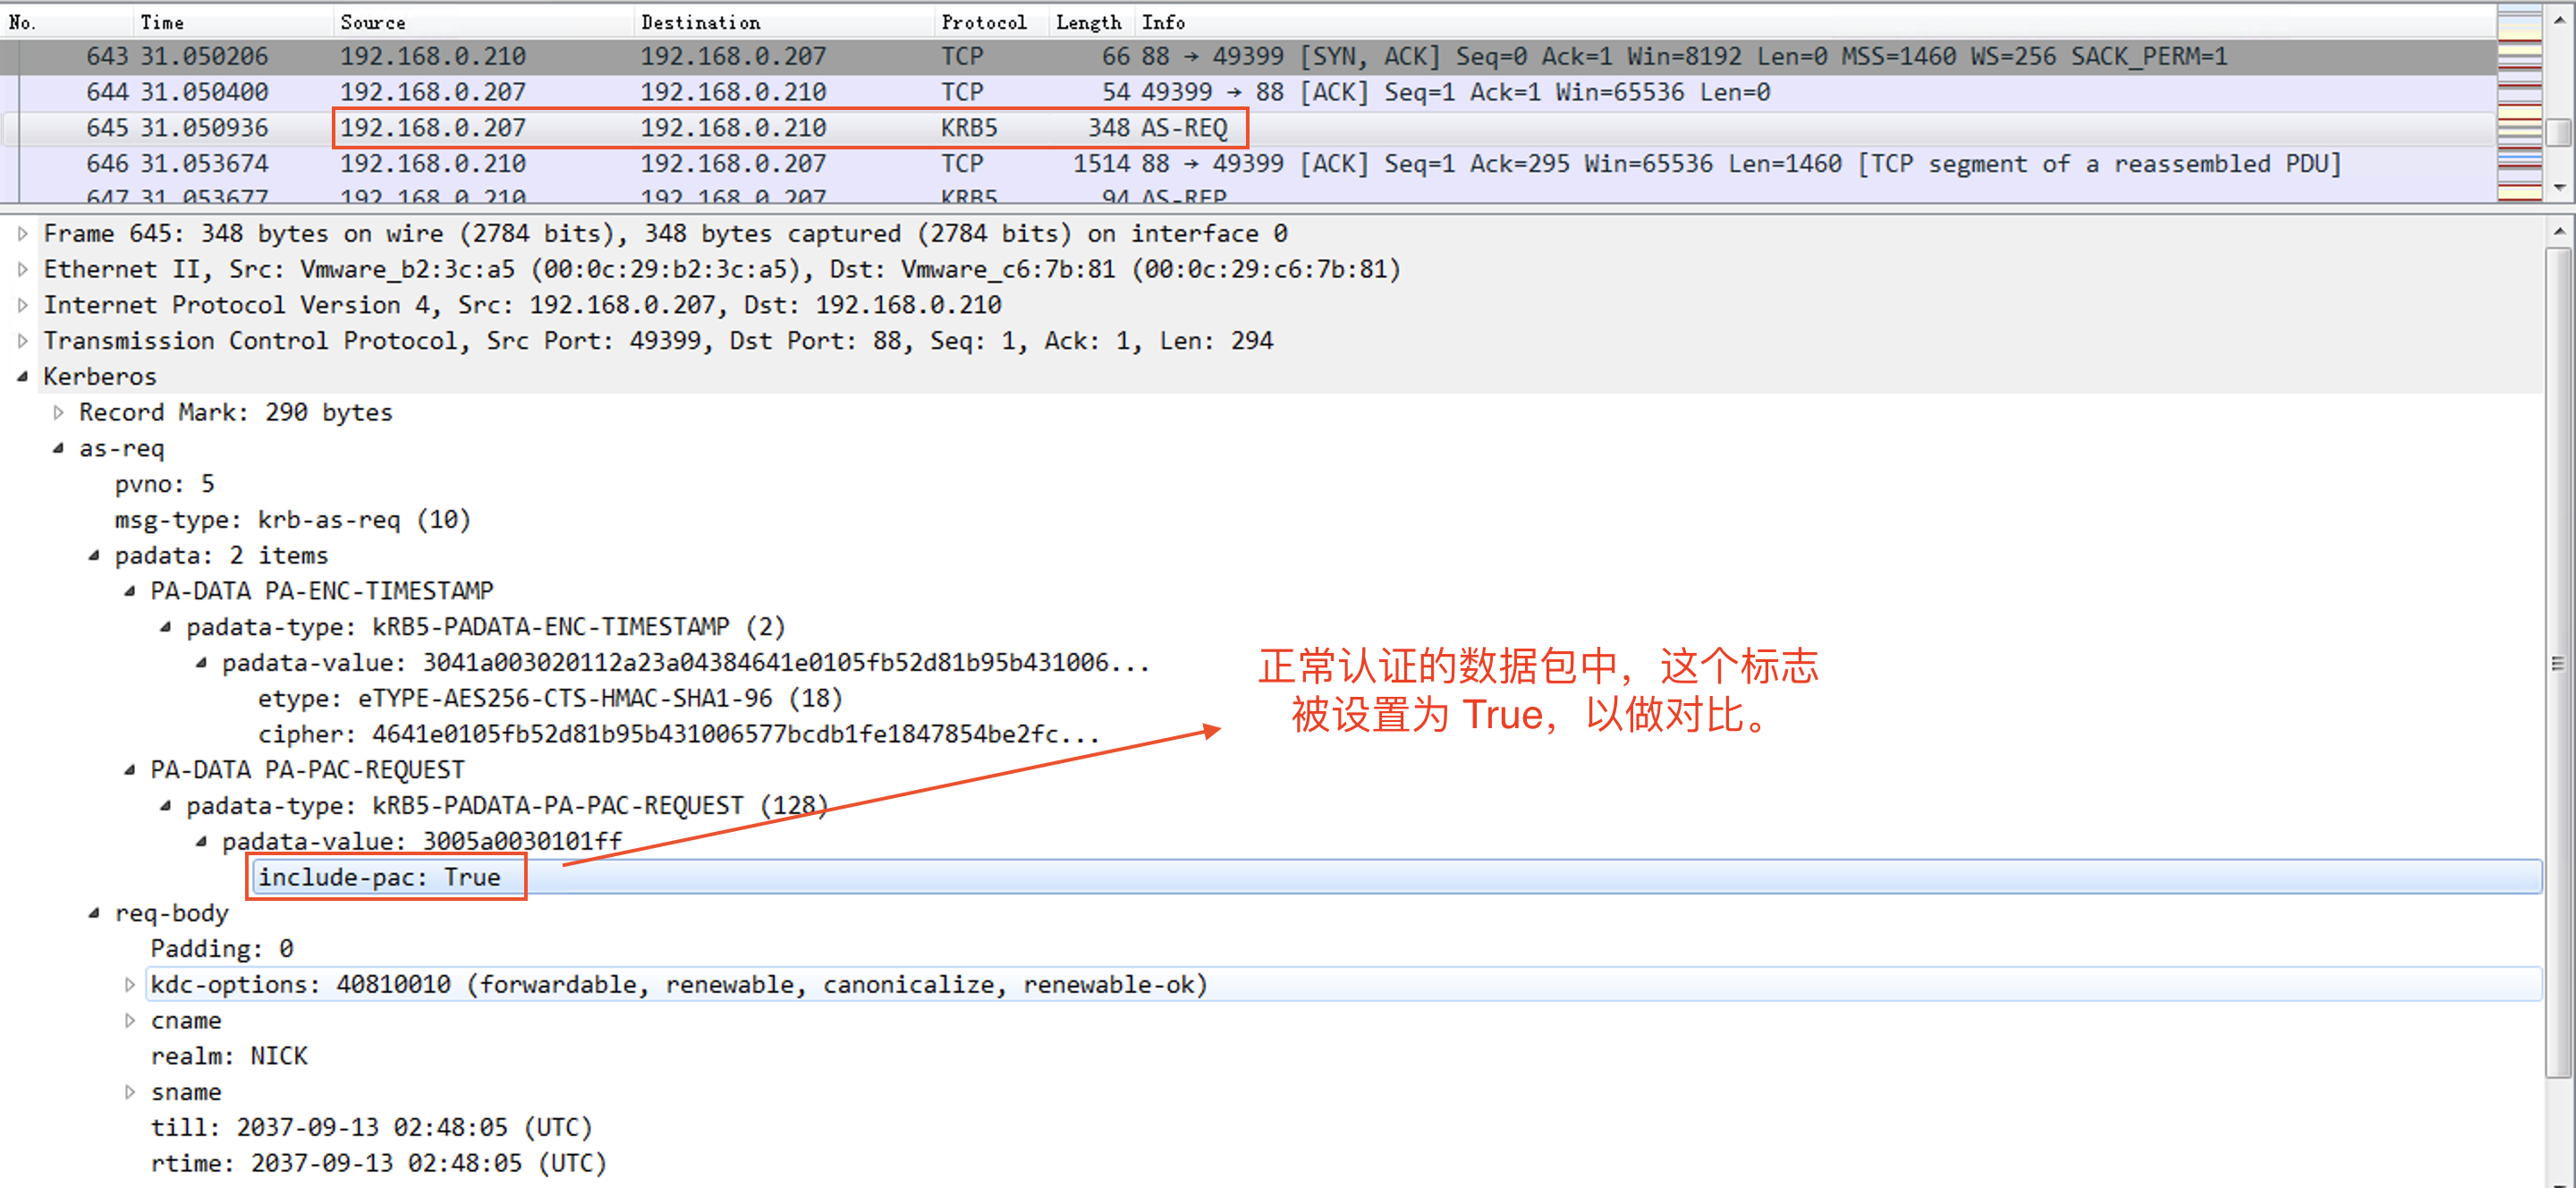 No. Time Source Destination Protocol Length Info
643 31.050206 192.168.0.210 192.168.0.207 TCP 66 88 → 49399 [SYN, ACK] Seq=0 Ack=1 Win=8192 Len=0 MSS=1460 WS=256 SACK_PERM=1
644 31.050400 192.168.0.207 192.168.0.210 TCP 54 49399 → 88 [ACK] Seq=1 Ack=1 Win=65536 Len=0
645 31.050936 192.168.0.207 192.168.0.210 KRB5 348 AS-REQ
646 31.053674 192.168.0.210 192.168.0.207 TCP 1514 88 → 49399 [ACK] Seq=1 Ack=295 Win=65536 Len=1460 [TCP segment of a reassembled PDU]
647 31.053677 192.168.0.210 192.168.0.207 KRB5 94 AS-REP
Frame 645: 348 bytes on wire (2784 bits), 348 bytes captured (2784 bits) on interface 0
Ethernet II, Src: Vmware_b2:3c:a5 (00:0c:29:b2:3c:a5), Dst: Vmware_c6:7b:81 (00:0c:29:c6:7b:81)
Internet Protocol Version 4, Src: 192.168.0.207, Dst: 192.168.0.210
Transmission Control Protocol, Src Port: 49399, Dst Port: 88, Seq: 1, Ack: 1, Len: 294
Kerberos
Record Mark: 290 bytes
as-req
pvno: 5
msg-type: krb-as-req (10)
padata: 2 items
PA-DATA PA-ENC-TIMESTAMP
padata-type: kRB5-PADATA-ENC-TIMESTAMP (2)
padata-value: 3041a003020112a23a04384641e0105fb52d81b95b431006...
etype: eTYPE-AES256-CTS-HMAC-SHA1-96 (18)
cipher: 4641e0105fb52d81b95b431006577bcdb1fe1847854be2fc...
PA-DATA PA-PAC-REQUEST
padata-type: kRB5-PADATA-PA-PAC-REQUEST (128)
padata-value: 3005a0030101ff
include-pac: True
正常认证的数据包中，这个标志
被设置为 True，以做对比。
req-body
Padding: 0
kdc-options: 40810010 (forwardable, renewable, canonicalize, renewable-ok)
cname
realm: NICK
sname
till: 2037-09-13 02:48:05 (UTC)
rtime: 2037-09-13 02:48:05 (UTC)